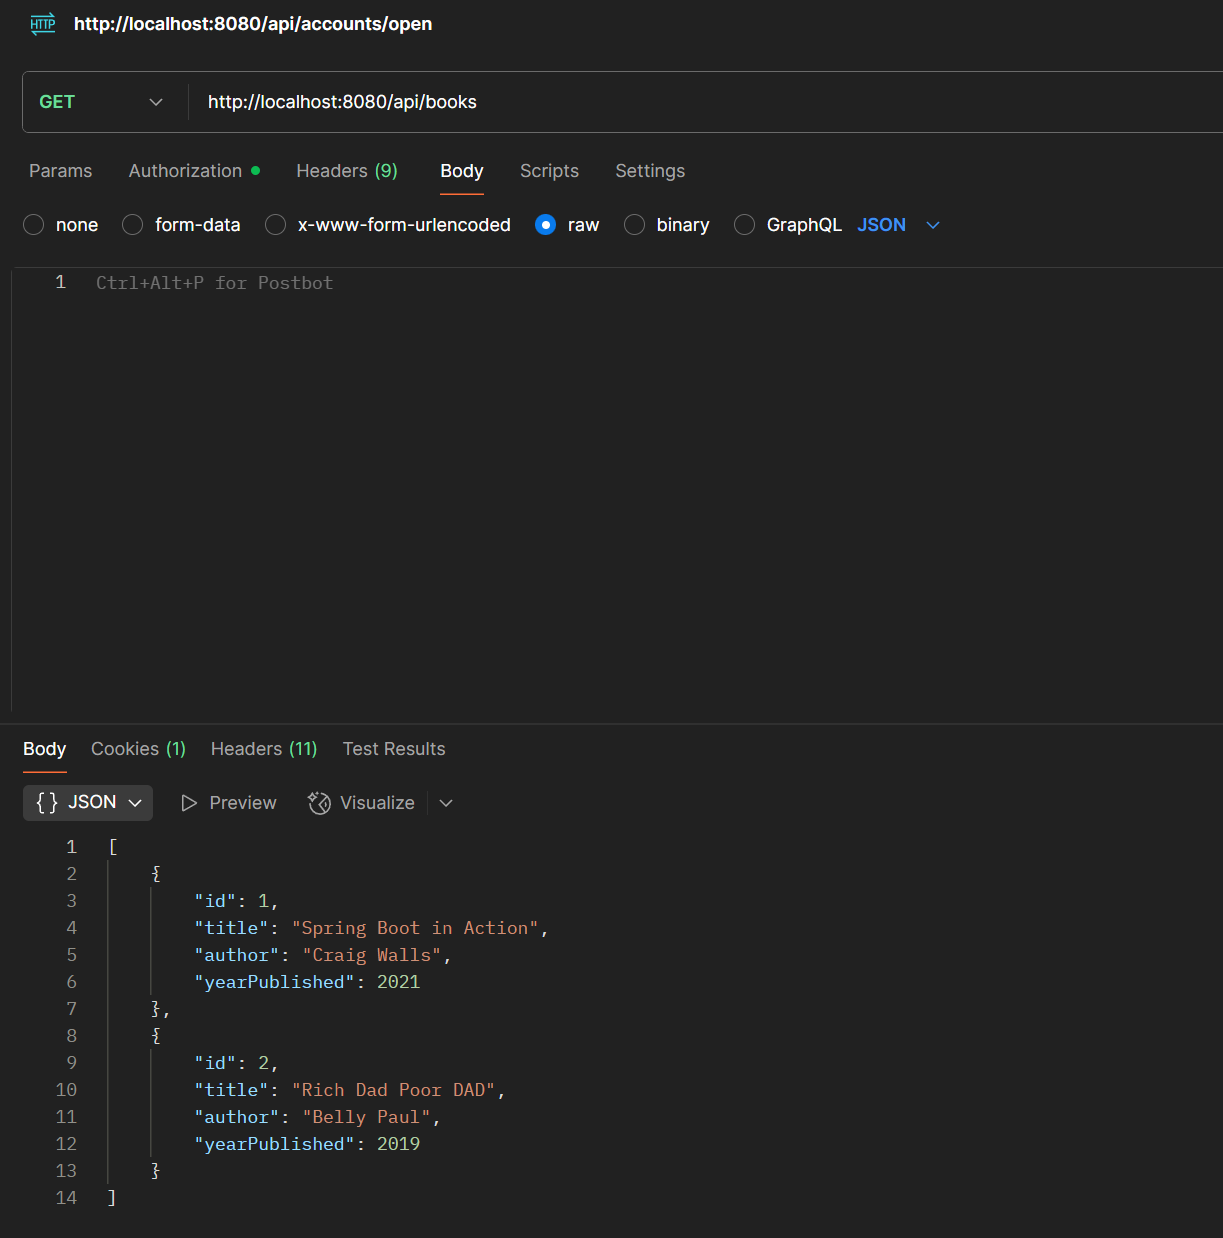 HTTP http://localhost:8080/api/accounts/open
GET http://localhost:8080/api/books
Params Authorization Headers (9) Body Scripts Settings
none form-data x-www-form-urlencoded raw binary GraphQL JSON
1 Ctrl+Alt+P for Postbot
Body Cookies (1) Headers (11) Test Results
{} JSON Preview Visualize
1 [
2 {
3 "id": 1,
4 "title": "Spring Boot in Action",
5 "author": "Craig Walls",
6 "yearPublished": 2021
7 },
8 {
9 "id": 2,
10 "title": "Rich Dad Poor DAD",
11 "author": "Belly Paul",
12 "yearPublished": 2019
13 }
14 ]